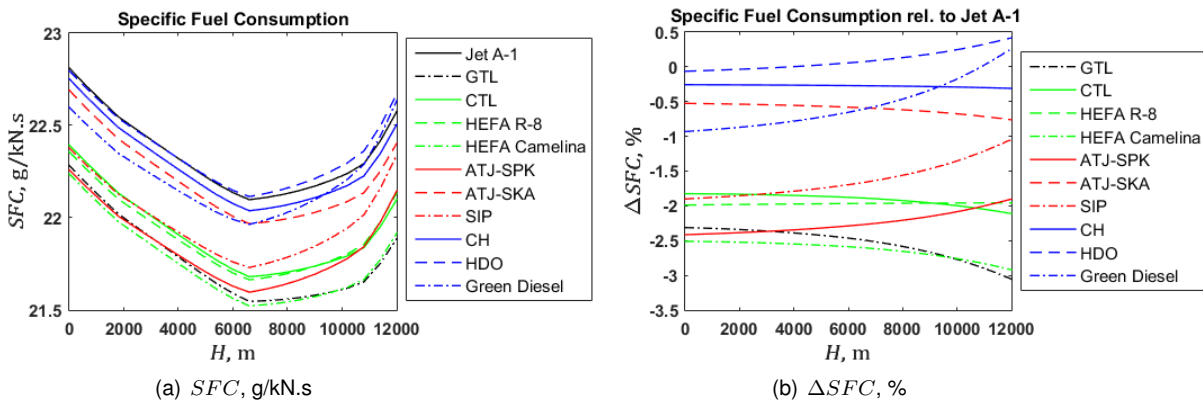 Specific Fuel Consumption
23
22.5
22
21.5
SFC, g/kN.s
0 2000 4000 6000 8000 10000 12000
H, m
Jet A-1
GTL
CTL
HEFA R-8
HEFA Camelina
ATJ-SPK
ATJ-SKA
SIP
CH
HDO
Green Diesel
(a) SFC, g/kN.s
Specific Fuel Consumption rel. to Jet A-1
0.5
0
-0.5
-1
-1.5
-2
-2.5
-3
-3.5
ΔSFC, %
0 2000 4000 6000 8000 10000 12000
H, m
GTL
CTL
HEFA R-8
HEFA Camelina
ATJ-SPK
ATJ-SKA
SIP
CH
HDO
Green Diesel
(b) ΔSFC, %